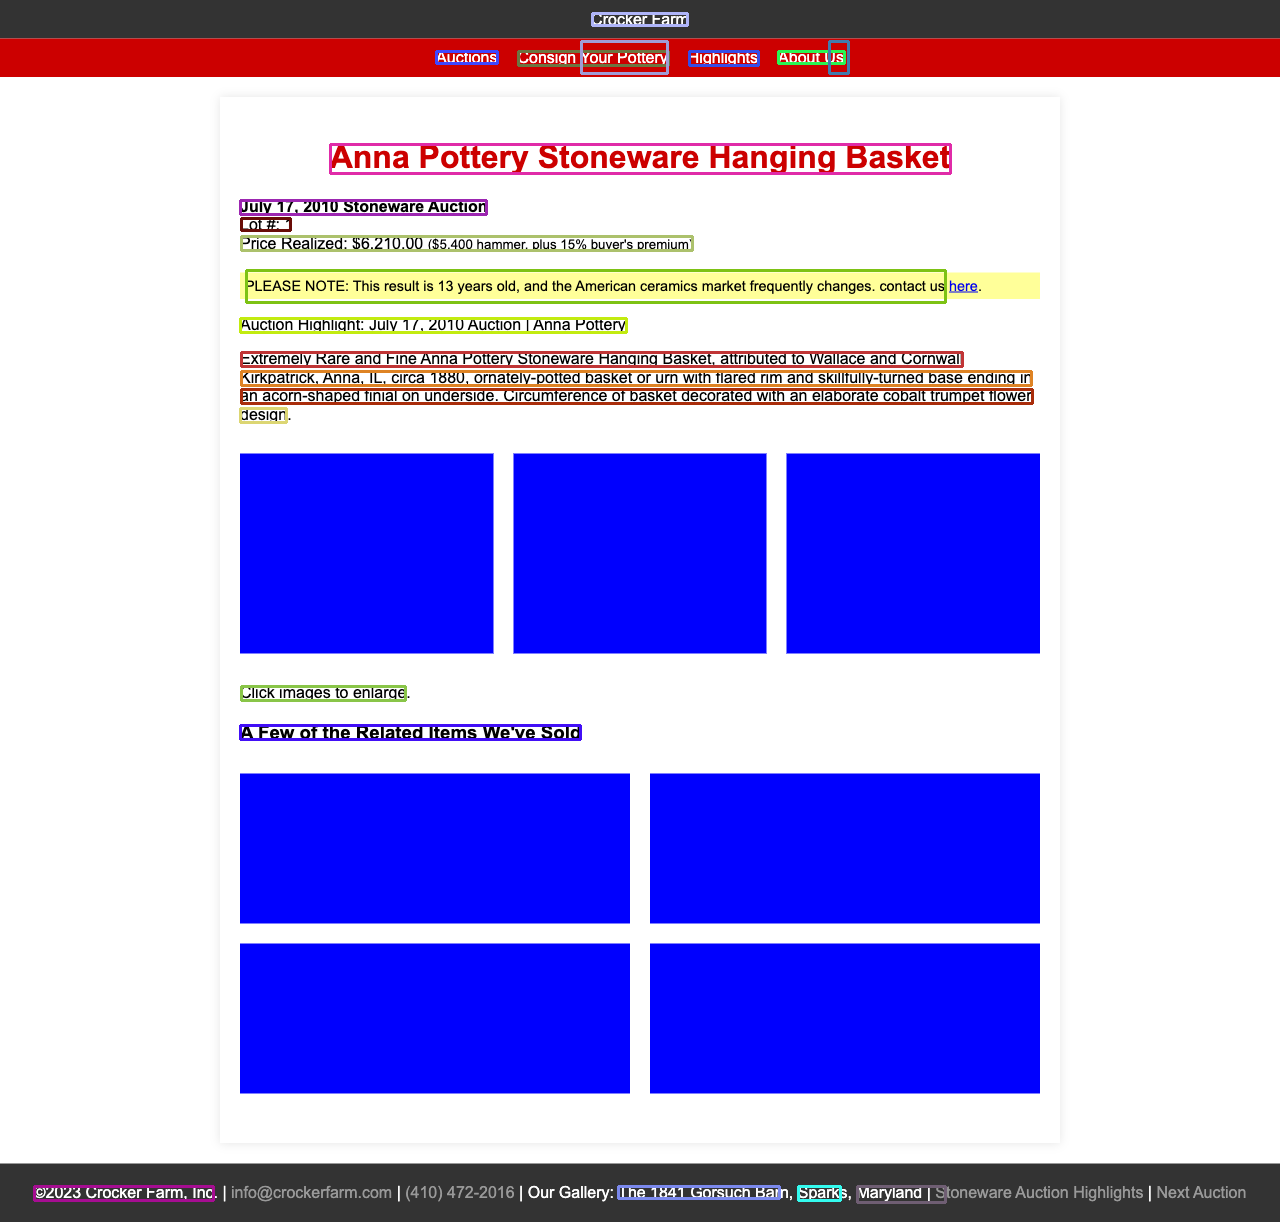 Crocker Farm
Auctions Consign Your Pottery Highlights About Us
Anna Pottery Stoneware Hanging Basket
July 17, 2010 Stoneware Auction
Lot #: 1
Price Realized: $6,210.00 ($5,400 hammer, plus 15% buyer's premium)
PLEASE NOTE: This result is 13 years old, and the American ceramics market frequently changes. contact us here.
Auction Highlight: July 17, 2010 Auction | Anna Pottery
Extremely Rare and Fine Anna Pottery Stoneware Hanging Basket, attributed to Wallace and Cornwall
Kirkpatrick, Anna, IL, circa 1880, ornately-potted basket or urn with flared rim and skillfully-turned base ending in
an acorn-shaped finial on underside. Circumference of basket decorated with an elaborate cobalt trumpet flower
design.
Click images to enlarge.
A Few of the Related Items We've Sold
©2023 Crocker Farm, Inc. | info@crockerfarm.com | (410) 472-2016 | Our Gallery: The 1841 Gorsuch Barn, Sparks, Maryland | Stoneware Auction Highlights | Next Auction